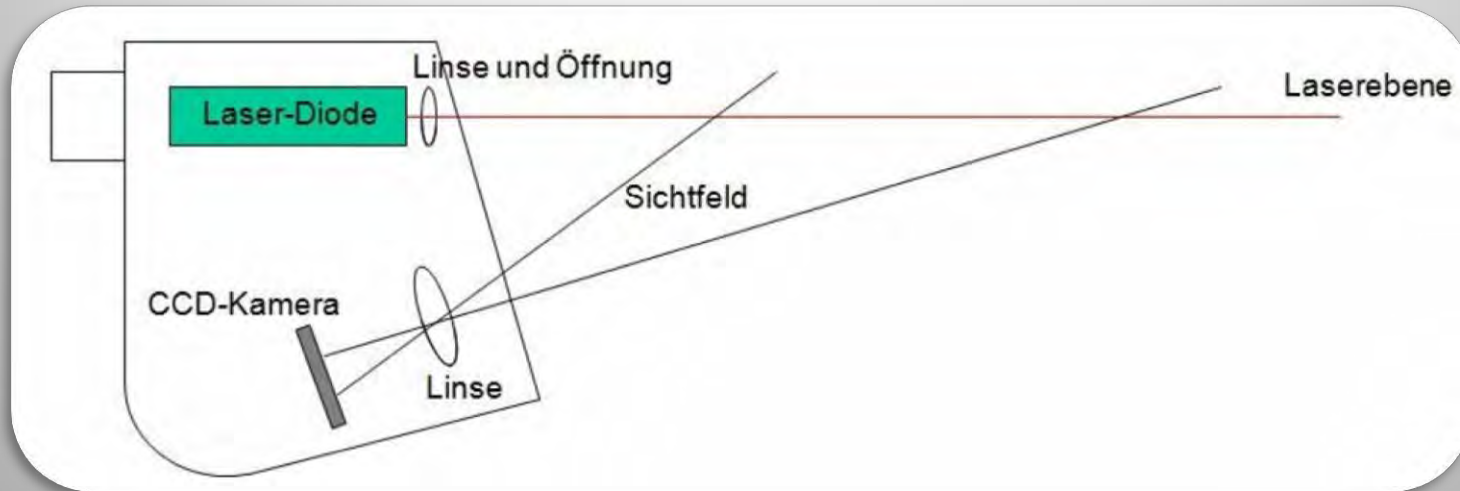 Linse und Öffnung
Laser-Diode
Laserebene
Sichtfeld
CCD-Kamera
Linse